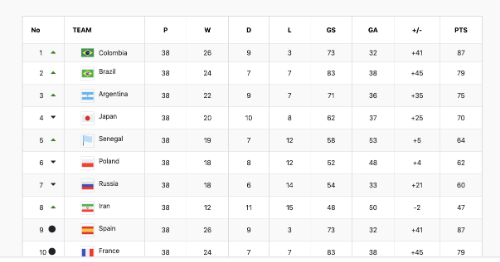 No TEAM P W D L GS GA +/- PTS
1 Colombia 38 26 9 3 73 32 +41 87
2 Brazil 38 24 7 7 83 38 +45 79
3 Argentina 38 22 9 7 71 36 +35 75
4 Japan 38 20 10 8 62 37 +25 70
5 Senegal 38 19 7 12 58 53 +5 64
6 Poland 38 18 8 12 52 48 +4 62
7 Russia 38 18 6 14 54 33 +21 60
8 Iran 38 12 11 15 48 50 -2 47
9 Spain 38 26 9 3 73 32 +41 87
10 France 38 24 7 7 83 38 +45 79